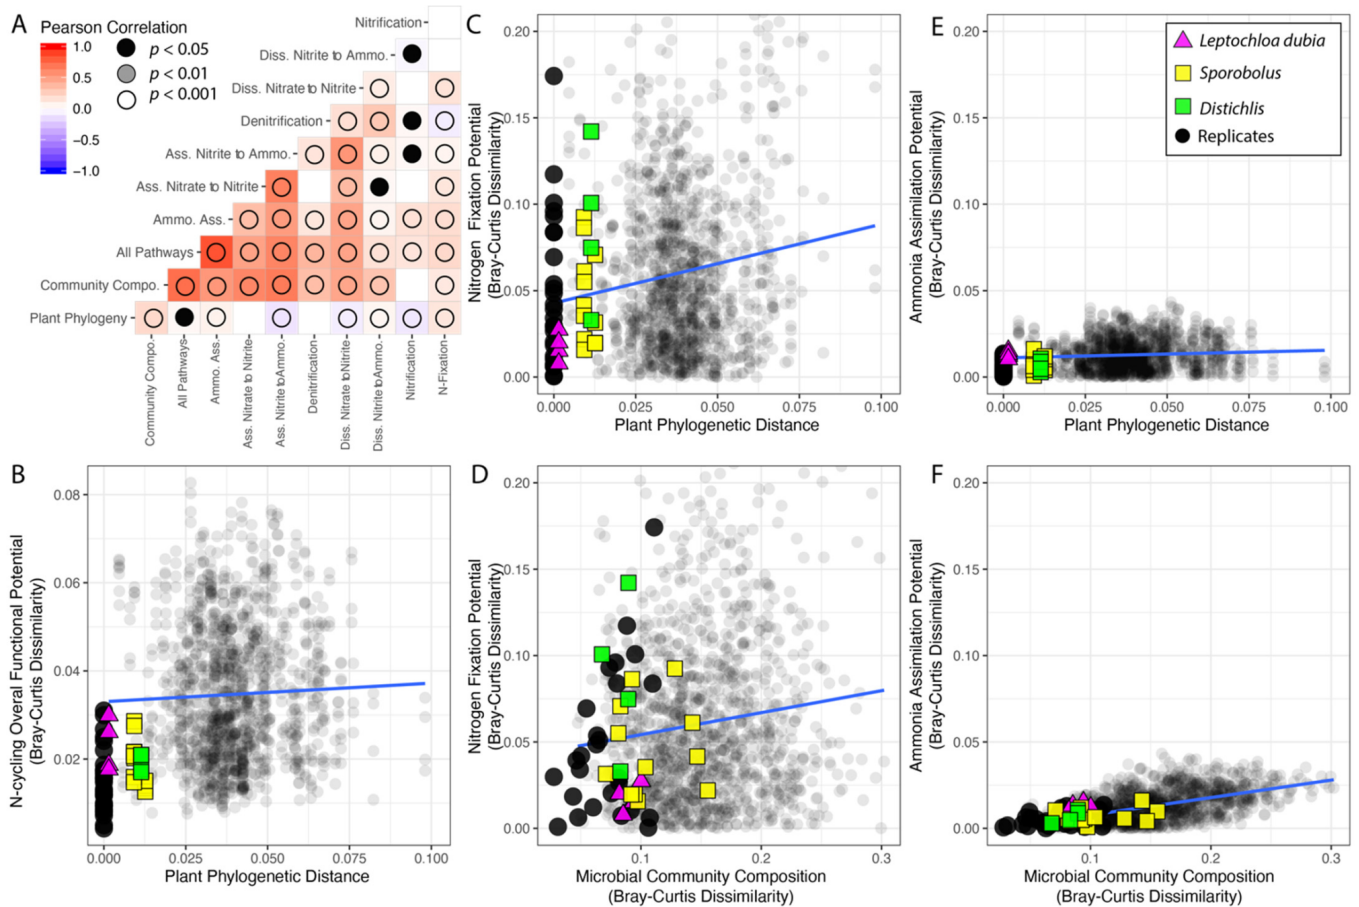 A
Pearson Correlation
1.0
0.5
0.0
−0.5
−1.0
p < 0.05
p < 0.01
p < 0.001
Nitrification
Diss. Nitrite to Ammo.
Diss. Nitrate to Nitrite
Denitrification
Ass. Nitrite to Ammo.
Ass. Nitrate to Nitrite
Ammo. Ass.
All Pathways
Community Compo.
Plant Phylogeny
Community Compo.
All Pathways
Ammo. Ass.
Ass. Nitrate to Nitrite
Ass. Nitrite to Ammo.
Denitrification
Diss. Nitrate to Nitrite
Diss. Nitrite to Ammo.
Nitrification
N-Fixation
B
N-cycling Overall Functional Potential
(Bray-Curtis Dissimilarity)
0.08
0.06
0.04
0.02
0.000
0.025
0.050
0.075
0.100
Plant Phylogenetic Distance
C
Nitrogen Fixation Potential
(Bray-Curtis Dissimilarity)
0.20
0.15
0.10
0.05
0.00
0.000
0.025
0.050
0.075
0.100
Plant Phylogenetic Distance
D
Nitrogen Fixation Potential
(Bray-Curtis Dissimilarity)
0.20
0.15
0.10
0.05
0.00
0.1
0.2
0.3
Microbial Community Composition
(Bray-Curtis Dissimilarity)
E
Ammonia Assimilation Potential
(Bray-Curtis Dissimilarity)
0.20
0.15
0.10
0.05
0.00
0.000
0.025
0.050
0.075
0.100
Plant Phylogenetic Distance
Leptochloa dubia
Sporobolus
Distichlis
Replicates
F
Ammonia Assimilation Potential
(Bray-Curtis Dissimilarity)
0.20
0.15
0.10
0.05
0.00
0.1
0.2
0.3
Microbial Community Composition
(Bray-Curtis Dissimilarity)